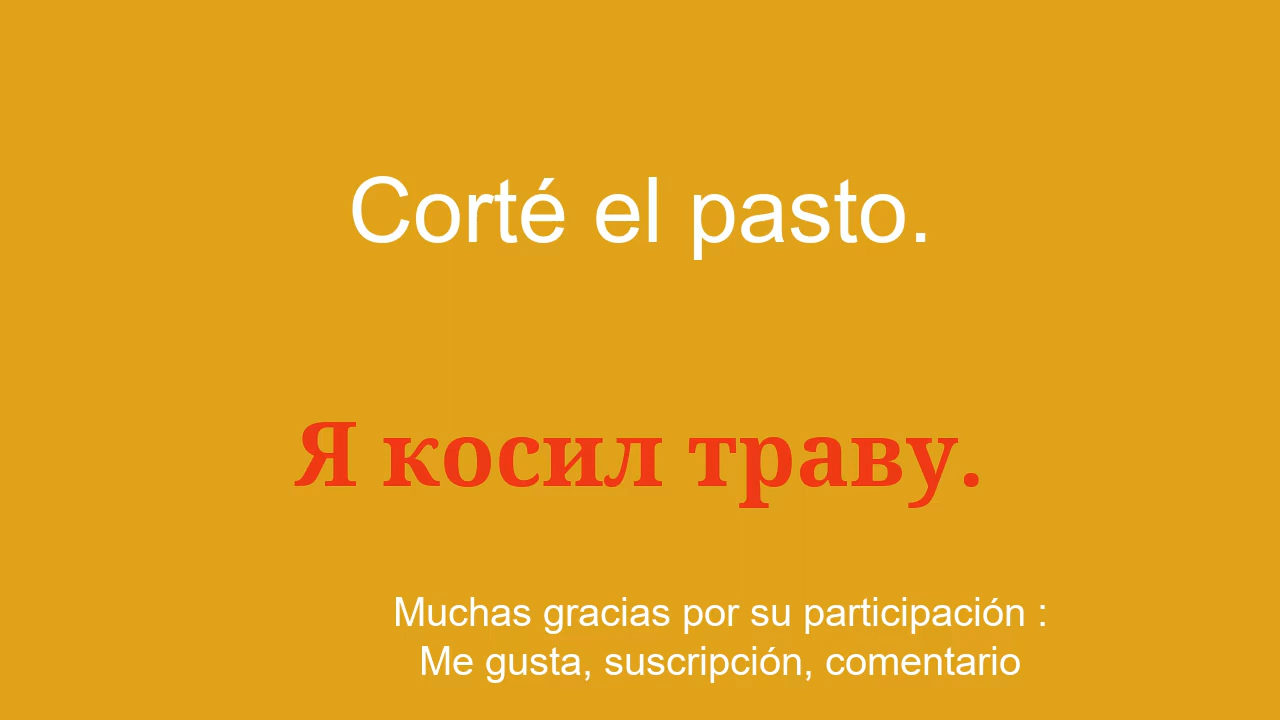 Corté el pasto.
Я косил траву.
Muchas gracias por su participación :
Me gusta, suscripción, comentario